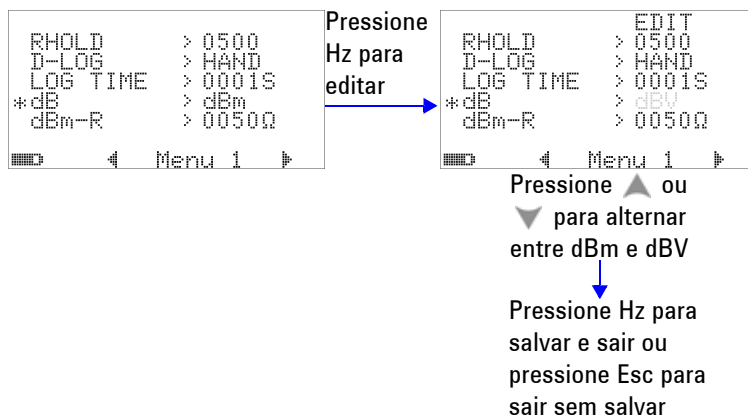 RHOLD > 0500
D-LOG > HAND
LOG TIME > 0001S
*dB > dBm
dBm-R > 0050Ω
Menu 1
Pressione
Hz para
editar
EDIT
RHOLD > 0500
D-LOG > HAND
LOG TIME > 0001S
*dB > dBV
dBm-R > 0050Ω
Menu 1
Pressione ▲ ou
▼ para alternar
entre dBm e dBV
Pressione Hz para
salvar e sair ou
pressione Esc para
sair sem salvar